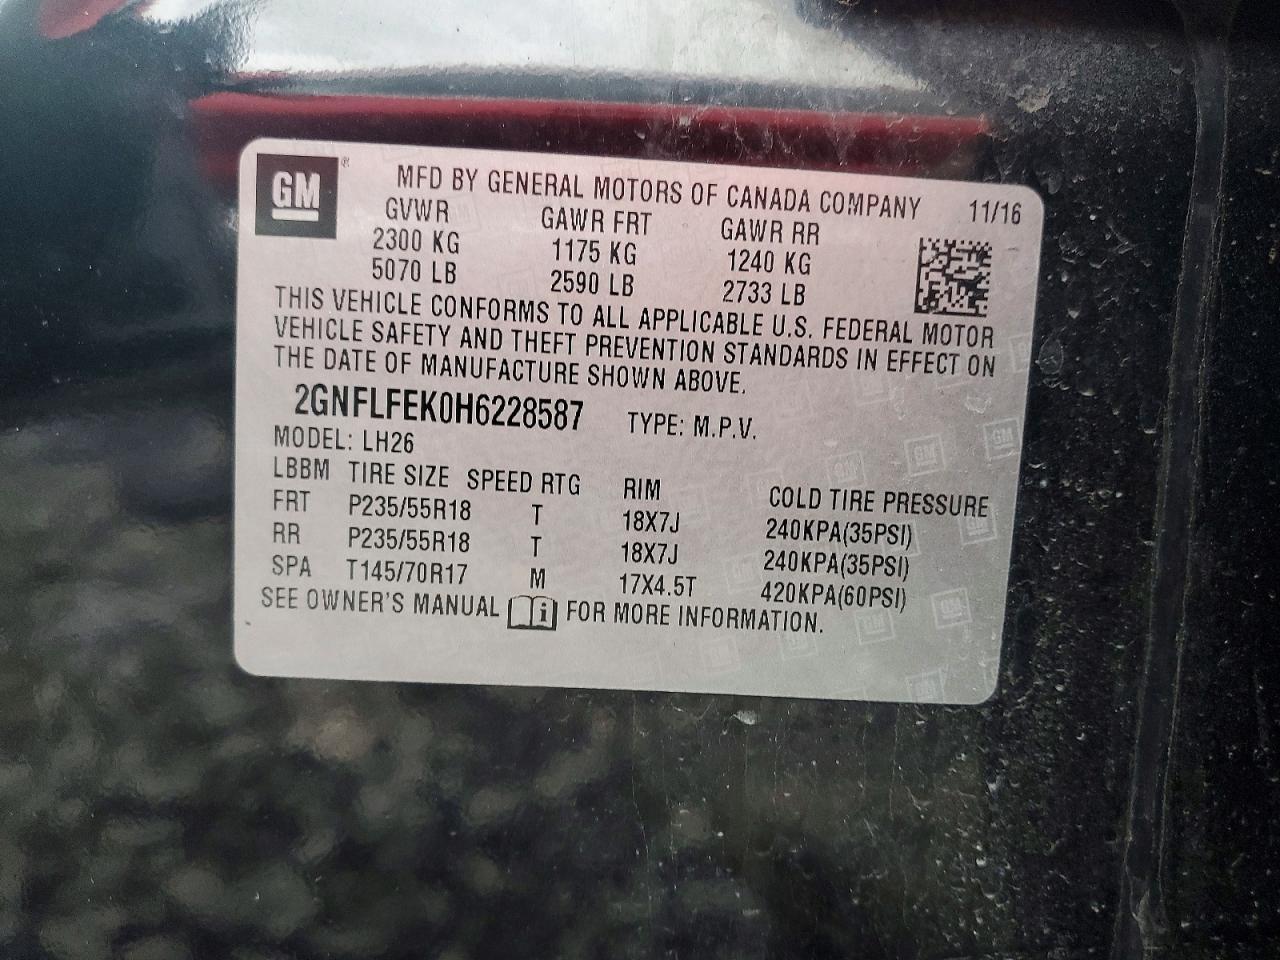 GM ®
MFD BY GENERAL MOTORS OF CANADA COMPANY 11/16
GVWR GAWR FRT GAWR RR
2300 KG 1175 KG 1240 KG
5070 LB 2590 LB 2733 LB
THIS VEHICLE CONFORMS TO ALL APPLICABLE U.S. FEDERAL MOTOR
VEHICLE SAFETY AND THEFT PREVENTION STANDARDS IN EFFECT ON
THE DATE OF MANUFACTURE SHOWN ABOVE.
2GNFLFEK0H6228587 TYPE: M.P.V.
MODEL: LH26
LBBM TIRE SIZE SPEED RTG RIM COLD TIRE PRESSURE
FRT P235/55R18 T 18X7J 240KPA(35PSI)
RR P235/55R18 T 18X7J 240KPA(35PSI)
SPA T145/70R17 M 17X4.5T 420KPA(60PSI)
SEE OWNER'S MANUAL i FOR MORE INFORMATION.